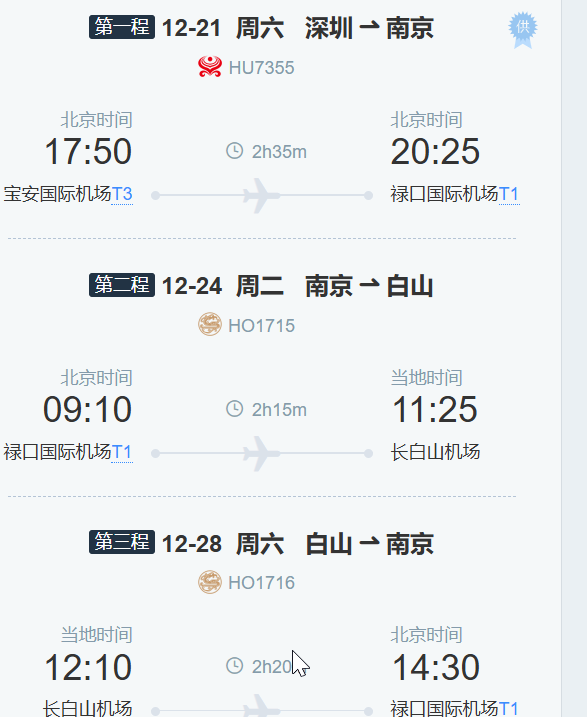 第一程 12-21 周六 深圳 ⇀ 南京
供
HU7355
北京时间 北京时间
17:50 2h35m 20:25
宝安国际机场T3 禄口国际机场T1
第二程 12-24 周二 南京 ⇀ 白山
HO1715
北京时间 当地时间
09:10 2h15m 11:25
禄口国际机场T1 长白山机场
第三程 12-28 周六 白山 ⇀ 南京
HO1716
当地时间 北京时间
12:10 2h20 14:30
长白山机场 禄口国际机场T1